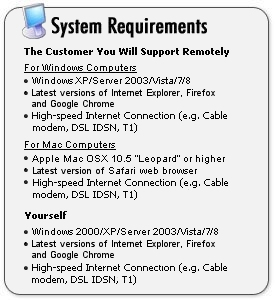 System Requirements
The Customer You Will Support Remotely
For Windows Computers
• Windows XP/Server 2003/Vista/7/8
• Latest versions of Internet Explorer, Firefox
and Google Chrome
• High-speed Internet Connection (e.g. Cable
modem, DSL IDSN, T1)
For Mac Computers
• Apple Mac OSX 10.5 "Leopard" or higher
• Latest version of Safari web browser
• High-speed Internet Connection (e.g. Cable
modem, DSL IDSN, T1)
Yourself
• Windows 2000/XP/Server 2003/Vista/7/8
• Latest versions of Internet Explorer, Firefox
and Google Chrome
• High-speed Internet Connection (e.g. Cable
modem, DSL IDSN, T1)